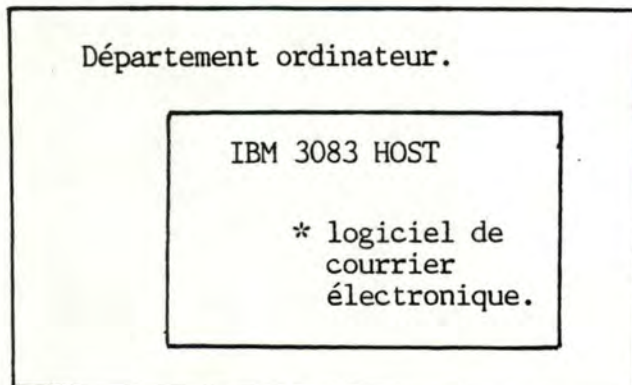 Département ordinateur.
IBM 3083 HOST
* logiciel de
courrier
électronique.